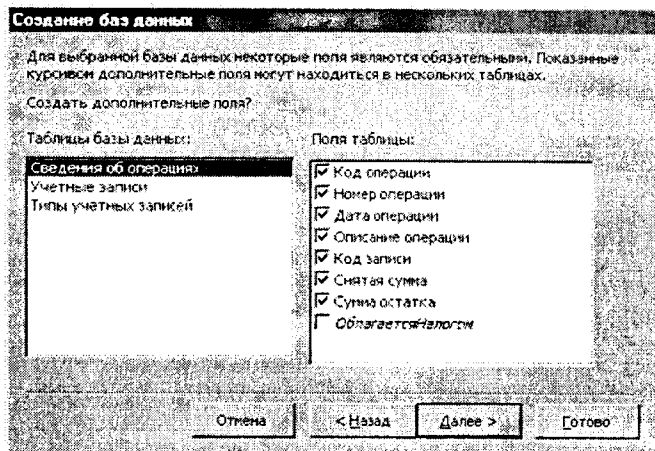 Создание баз данных
Для выбранной базы данных некоторые поля являются обязательными. Показанные
курсивом дополнительные поля могут находиться в нескольких таблицах.
Создать дополнительные поля?
Таблицы базы данных:
Поля таблицы:
Сведения об операциях
Учетные записи
Типы учетных записей
Код операции
Номер операции
Дата операции
Описание операции
Код записи
Снятая сумма
Сумма остатка
ОблагаетсяНалогом
Отмена
< Назад
Далее >
Готово